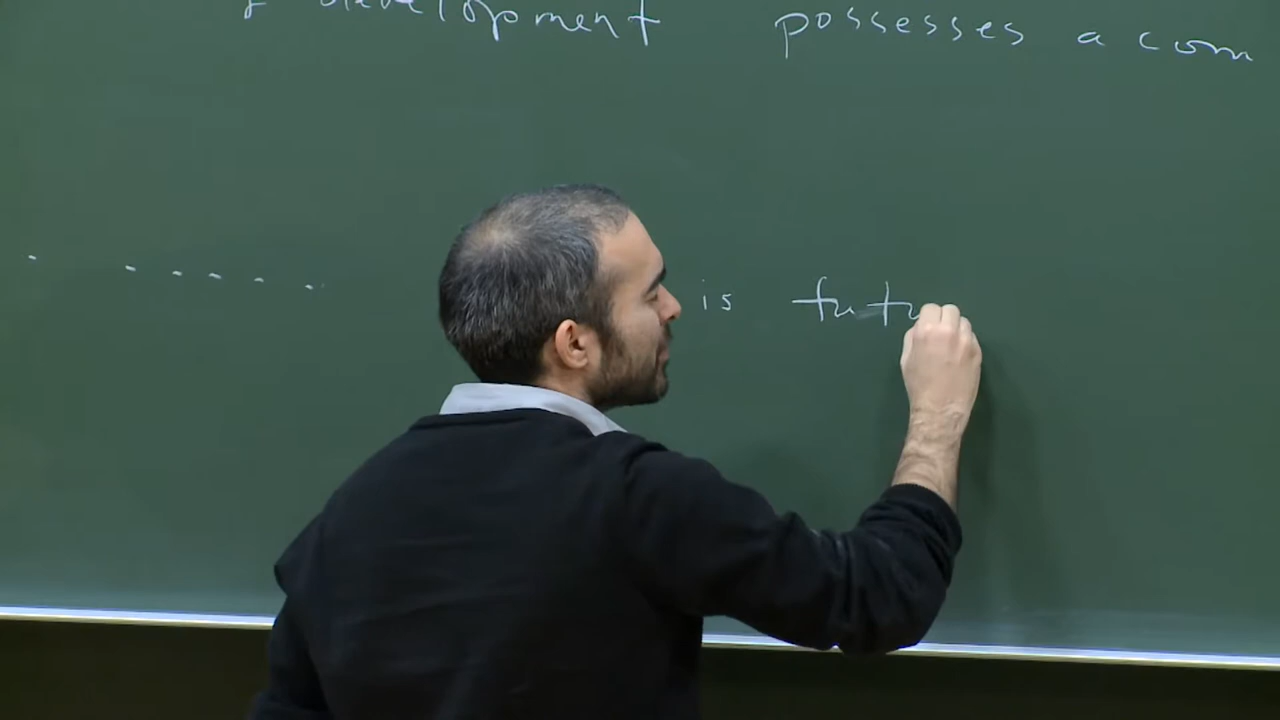 development possesses a com
. . . . . . is futu